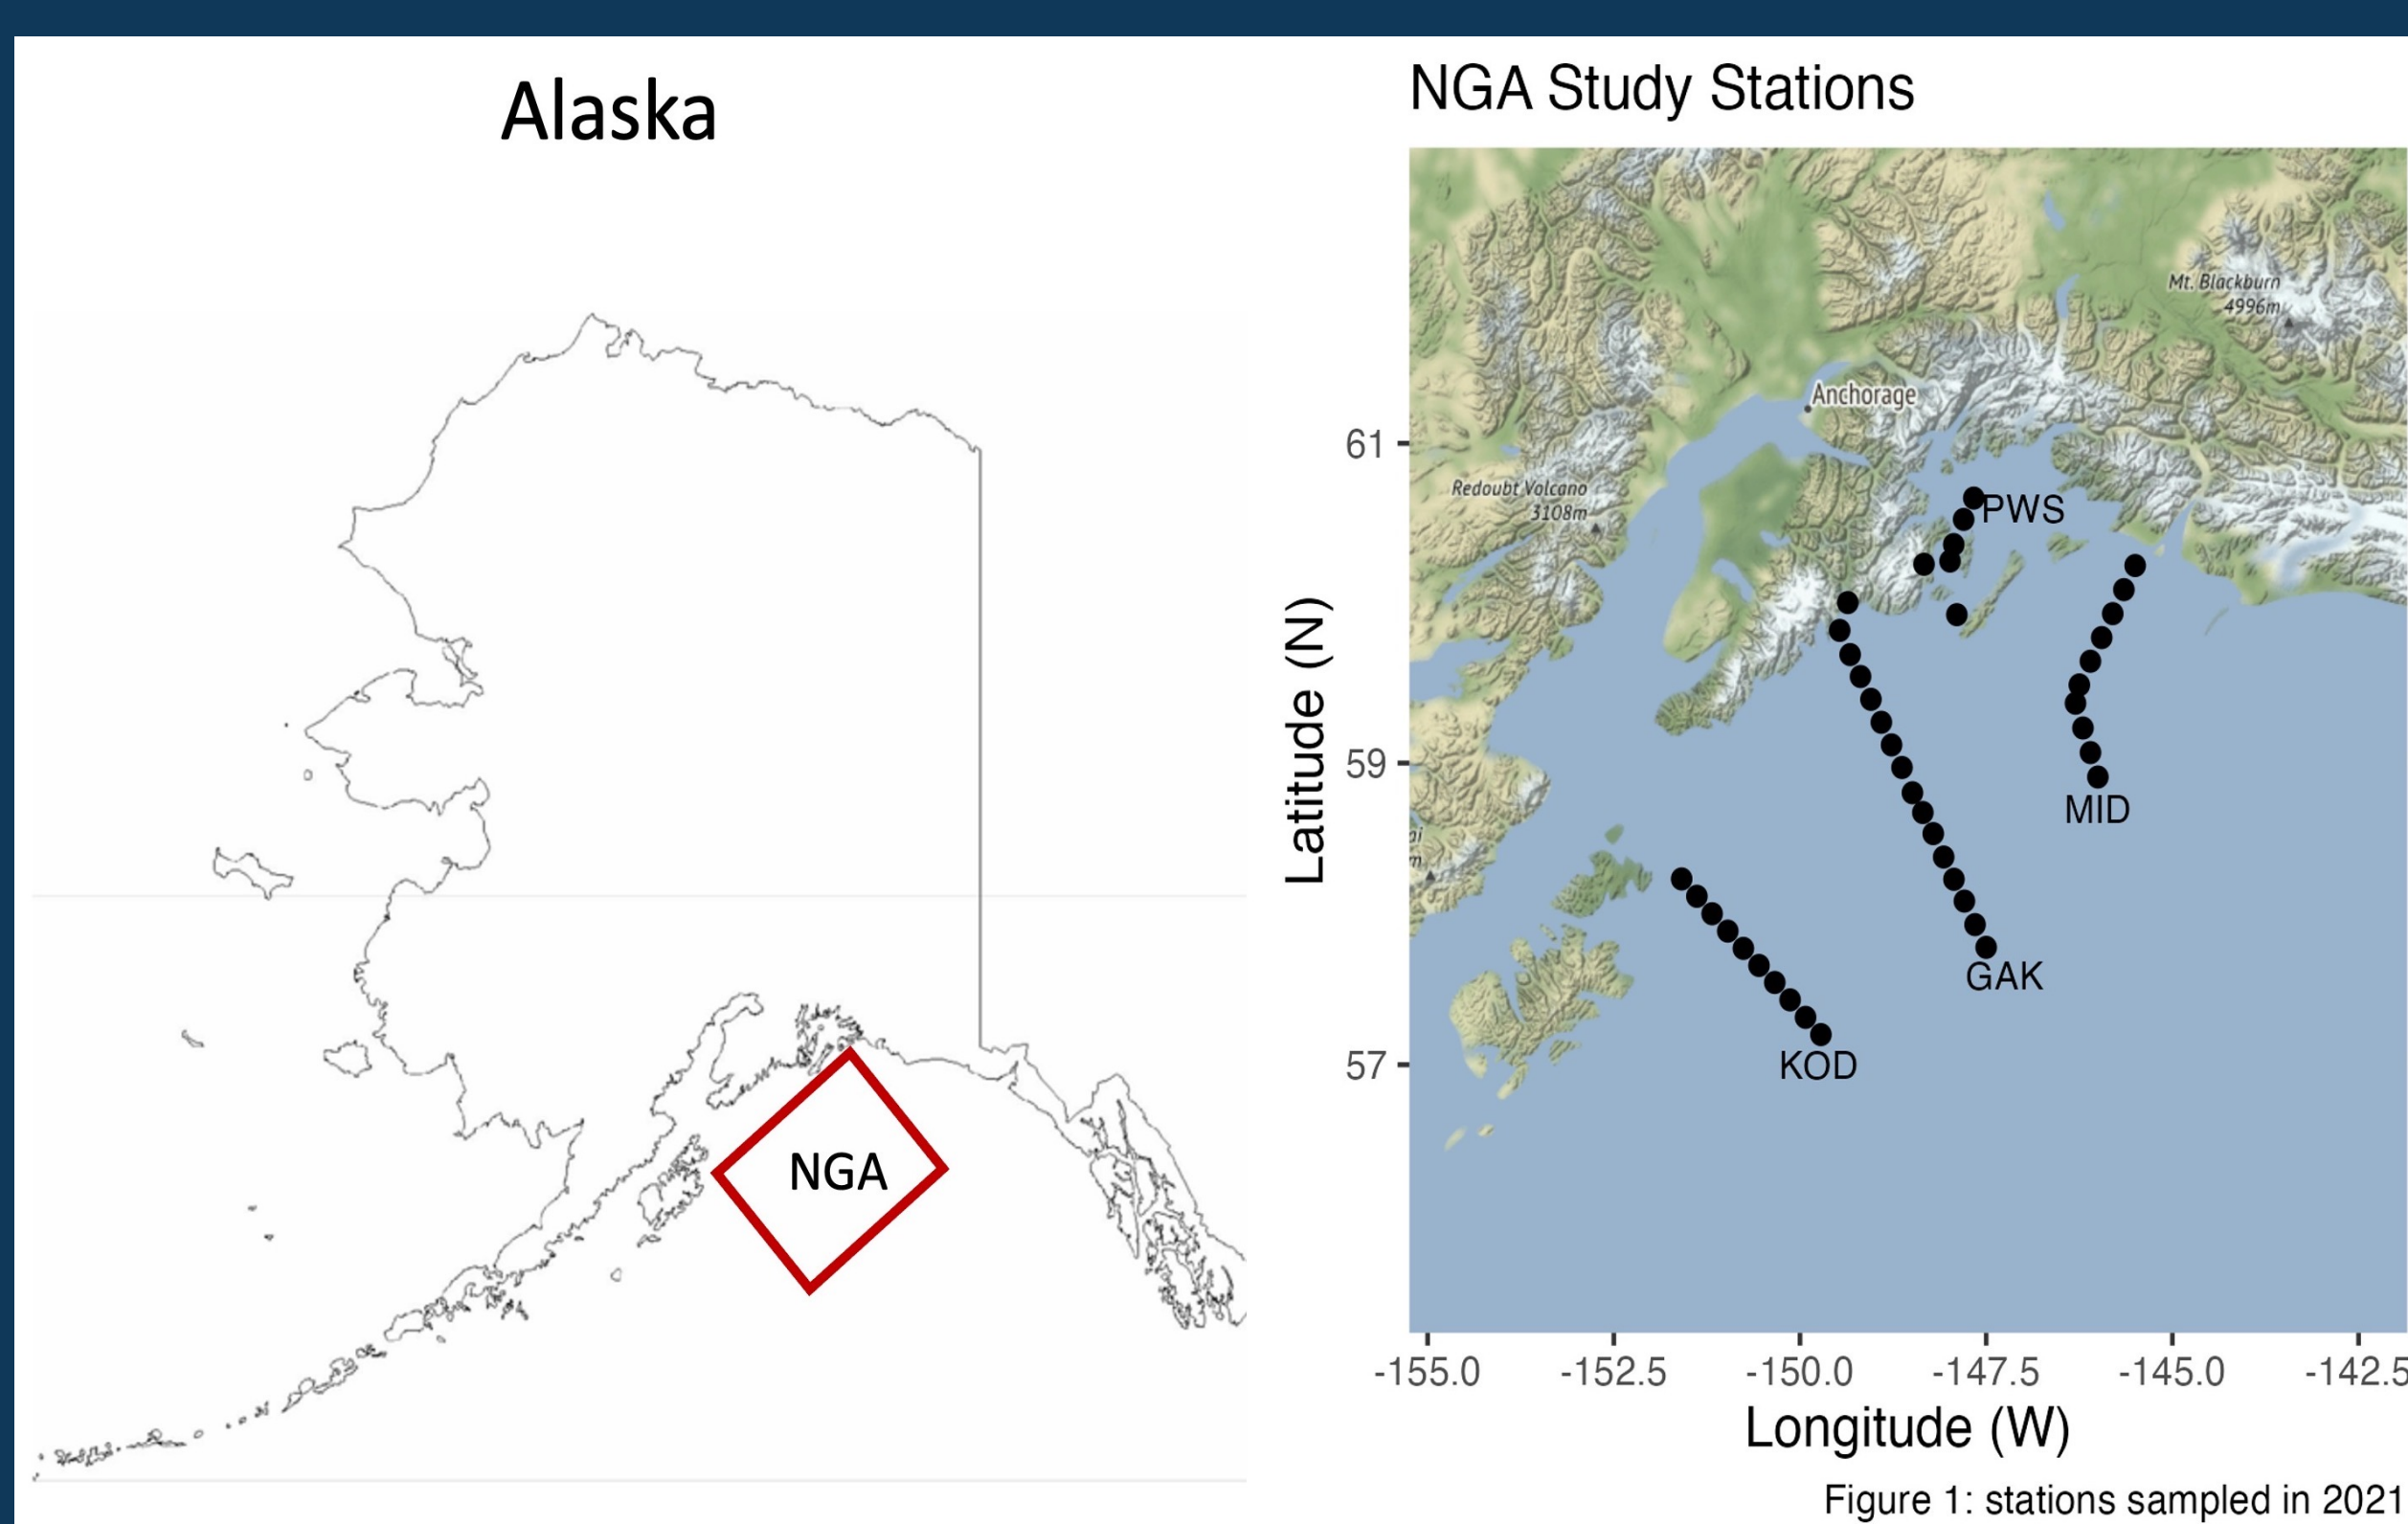 Alaska
NGA
NGA Study Stations
Mt. Blackburn
4996m
Anchorage
61
Redoubt Volcano
3108m
PWS
Latitude (N)
59
MID
ai
m
GAK
57
KOD
-155.0
-152.5
-150.0
-147.5
-145.0
-142.5
Longitude (W)
Figure 1: stations sampled in 2021